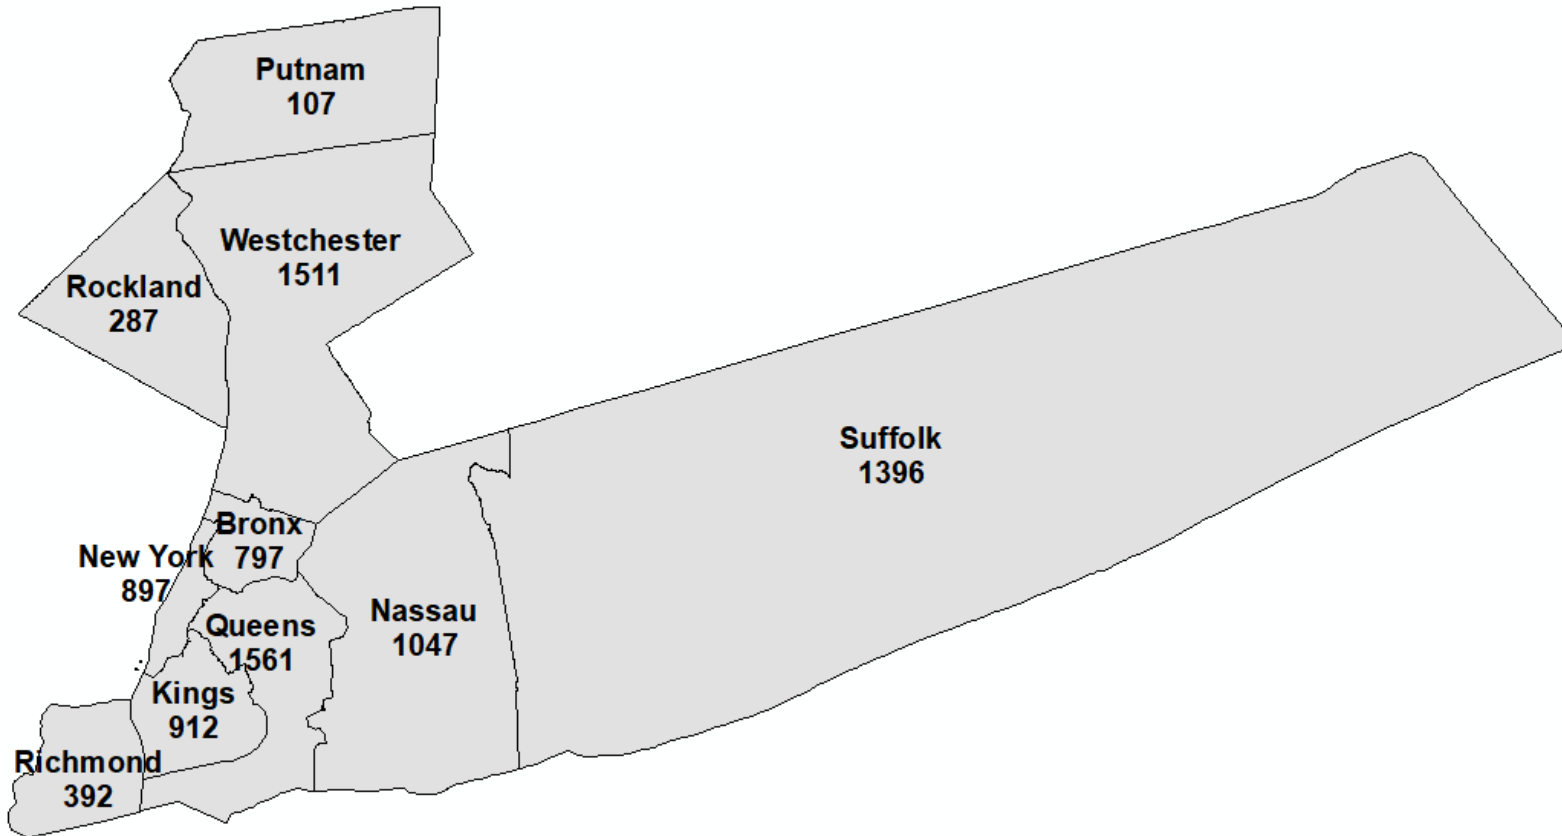 Putnam
107
Westchester
1511
Rockland
287
Suffolk
1396
Bronx
797
New York
897
Nassau
1047
Queens
1561
Kings
912
Richmond
392